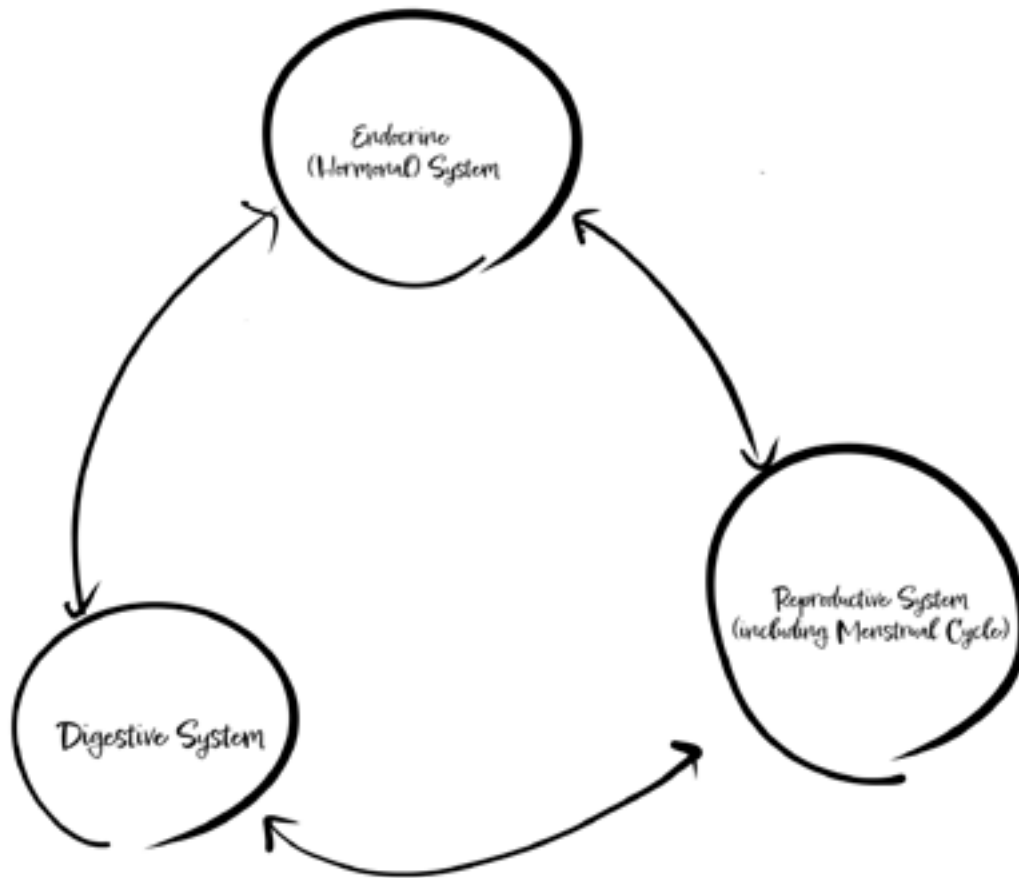 Endocrine
(Hormonal) System
Reproductive System
(including Menstrual Cycle)
Digestive System